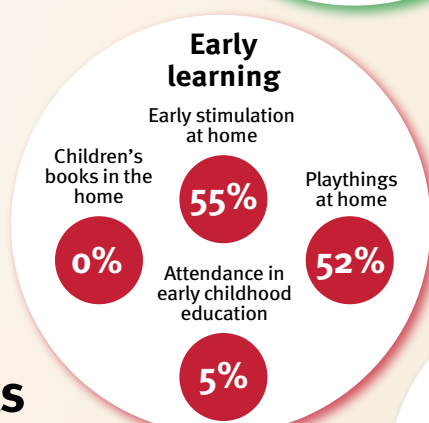 Early
learning
Early stimulation
at home
55%
Children's
books in the
home
0%
Playthings
at home
52%
Attendance in
early childhood
education
5%